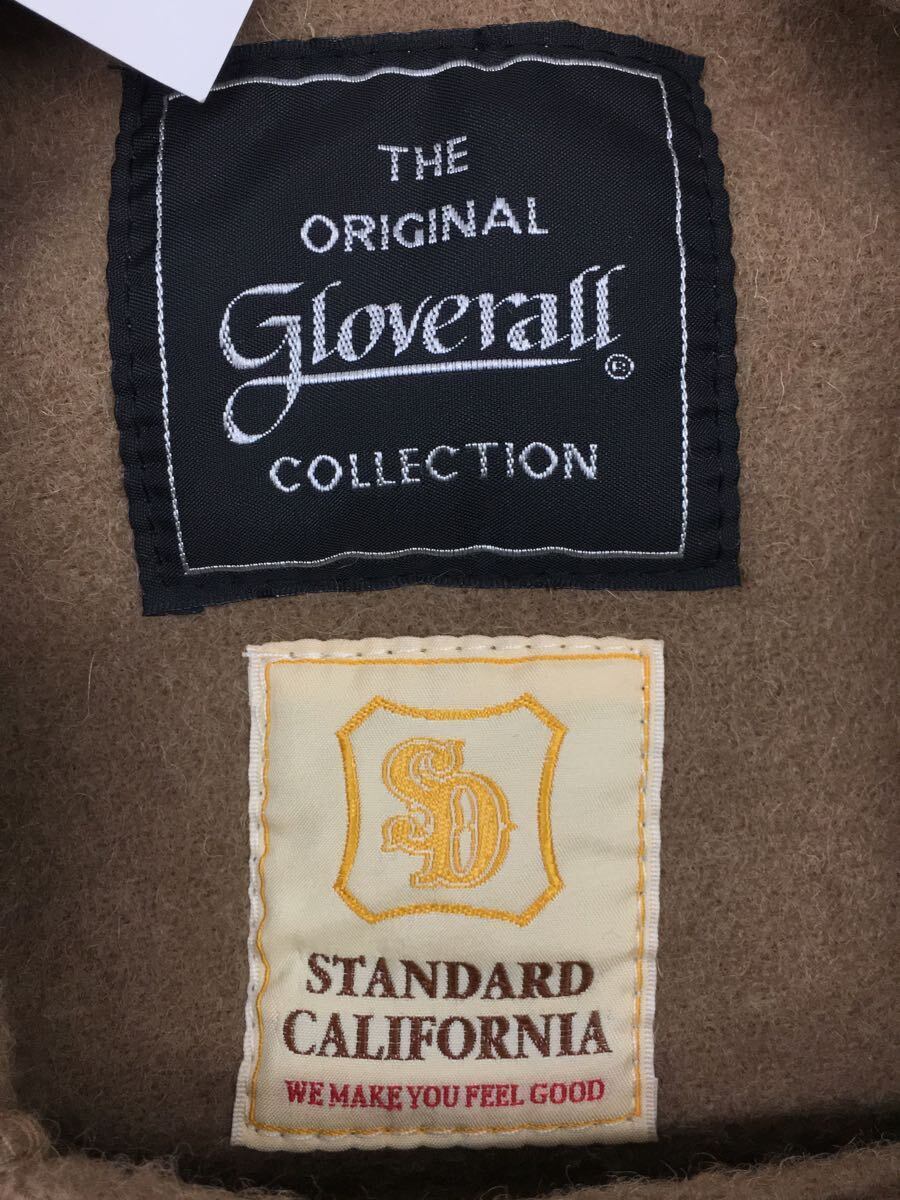 THE
ORIGINAL
Gloverall®
COLLECTION
SD
STANDARD
CALIFORNIA
WE MAKE YOU FEEL GOOD